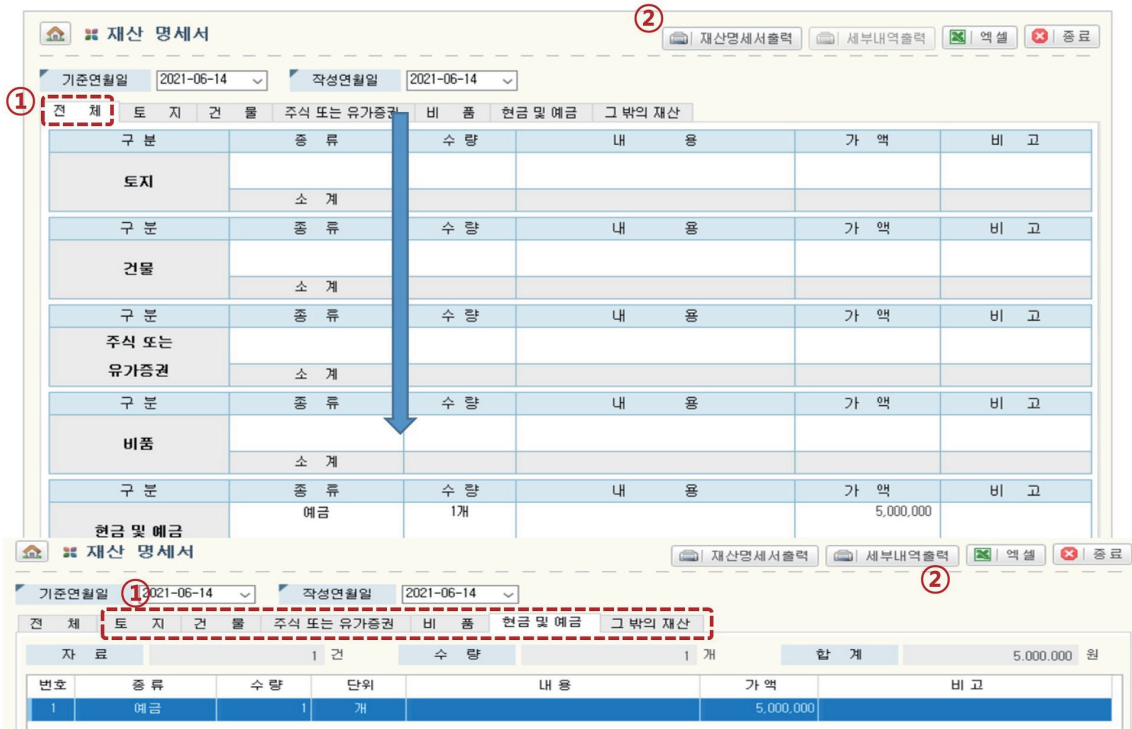 ②
재산 명세서
재산명세서출력 세부내역출력 엑셀 종료
기준연월일 2021-06-14 작성연월일 2021-06-14
①
전 체 토 지 건 물 주식 또는 유가증권 비 품 현금 및 예금 그 밖의 재산
구 분 종 류 수 량 내 용 가 액 비 고
토지
소 계
구 분 종 류 수 량 내 용 가 액 비 고
건물
소 계
구 분 종 류 수 량 내 용 가 액 비 고
주식 또는
유가증권
소 계
구 분 종 류 수 량 내 용 가 액 비 고
비품
소 계
구 분 종 류 수 량 내 용 가 액 비 고
예금 1개 5,000,000
현금 및 예금
재산 명세서
재산명세서출력 세부내역출력 엑셀 종료
②
기준연월일 ① 2021-06-14 작성연월일 2021-06-14
전 체 토 지 건 물 주식 또는 유가증권 비 품 현금 및 예금 그 밖의 재산
자 료 1 건 수 량 1 개 합 계 5.000.000 원
번호 종 류 수 량 단위 내 용 가 액 비 고
1 예금 1 개 5,000,000